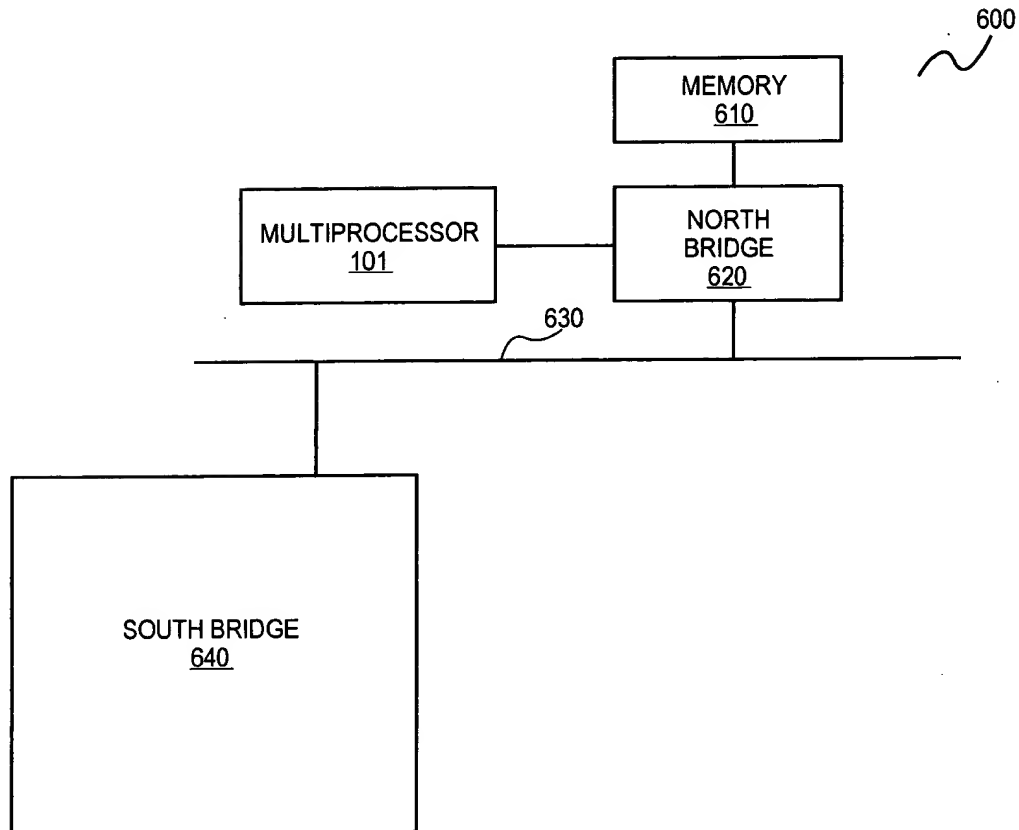 600
MEMORY
610
MULTIPROCESSOR
101
NORTH
BRIDGE
620
630
SOUTH BRIDGE
640